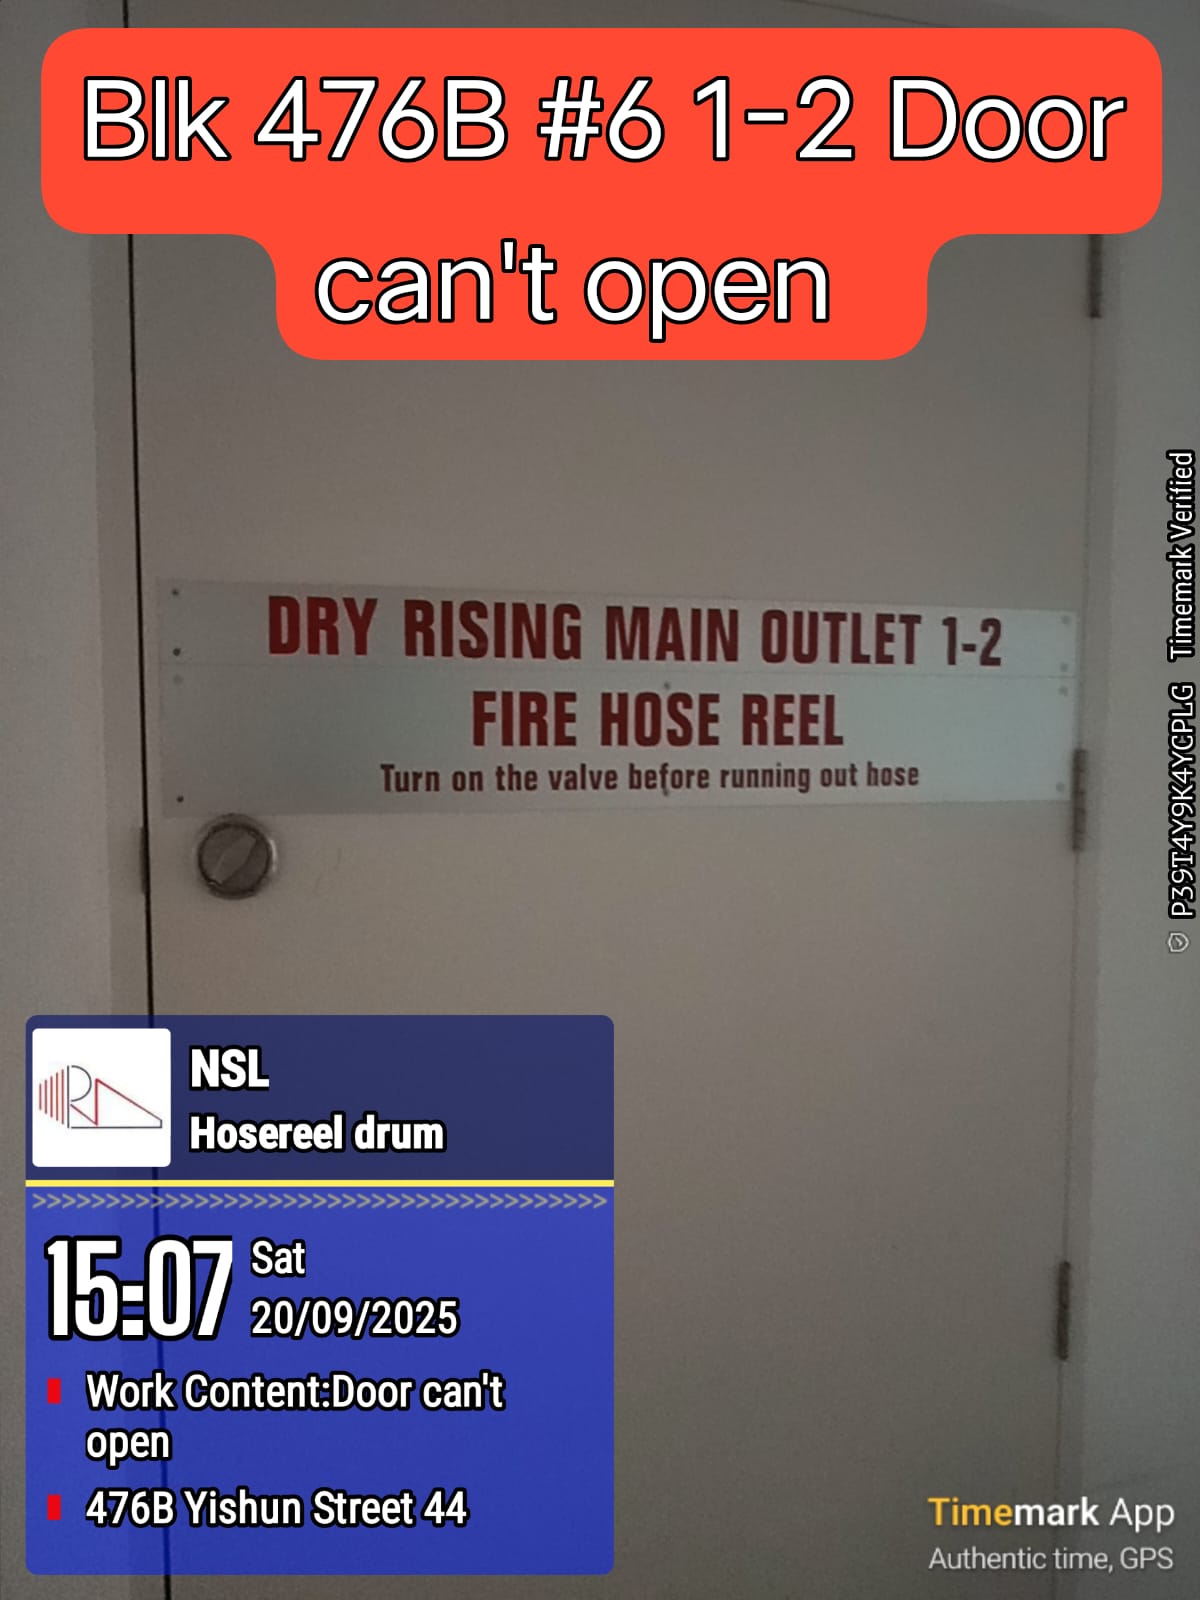 Blk 476B #6 1-2 Door
can't open
DRY RISING MAIN OUTLET 1-2
FIRE HOSE REEL
Turn on the valve before running out hose
NSL
Hosereel drum
>>>>>>>>>>>>>>>>>>>>>>>>>>>>>>>>>>>>>>>
15:07
Sat
20/09/2025
Work Content:Door can't
open
476B Yishun Street 44
Timemark App
Authentic time, GPS
P39T4Y9K4YGPLG Timemark Verified